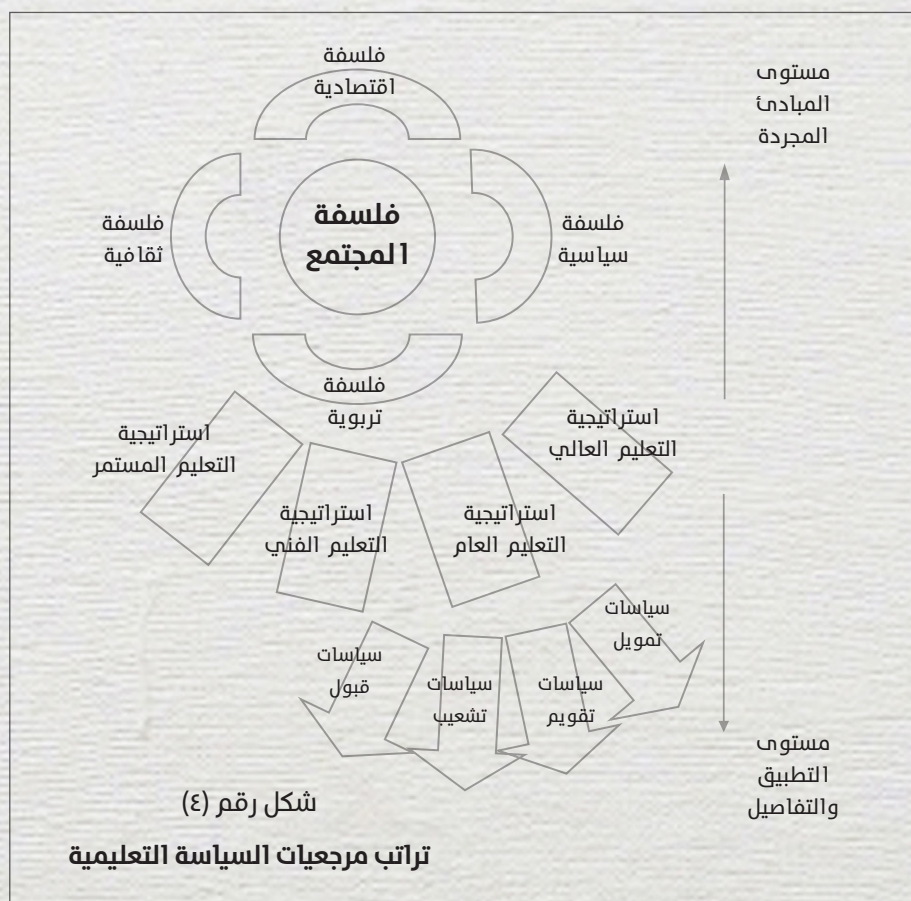 فلسفة
اقتصادية
مستوى
المبادئ
المجردة
فلسفة
المجتمع
فلسفة
سياسية
فلسفة
ثقافية
فلسفة
تربوية
استراتيجية
التعليم العالي
استراتيجية
التعليم المستمر
استراتيجية
التعليم العام
استراتيجية
التعليم الفني
سياسات
تمويل
سياسات
تقويم
سياسات
تشعيب
سياسات
قبول
مستوى
التطبيق
والتفاصيل
شكل رقم (٤)
تراتب مرجعيات السياسة التعليمية